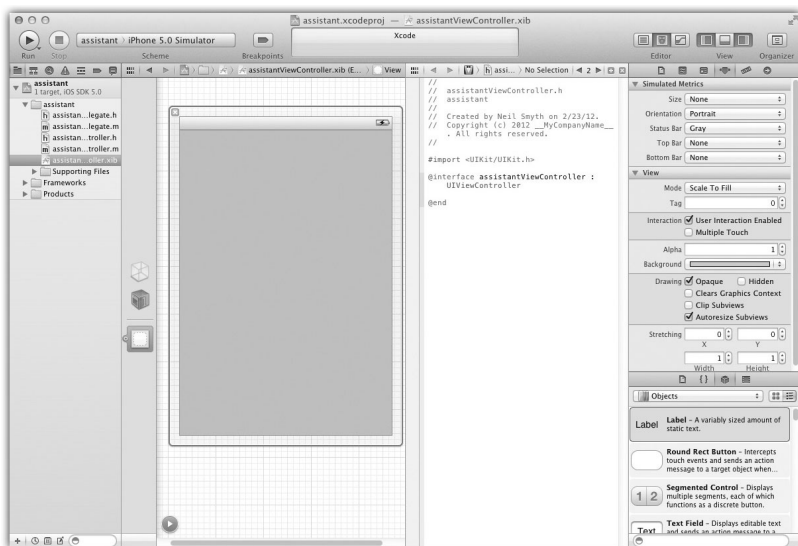 assistant.xcodeproj — assistantViewController.xib
assistant › iPhone 5.0 Simulator
Xcode
Run Stop Scheme Breakpoints Editor View Organizer
assistantViewController.xib (E... View
assi... No Selection 2
assistant
1 target, iOS SDK 5.0
assistant
assistan...legate.h
assistan...legate.m
assistan...troller.h
assistan...troller.m
assistan...oller.xib
Supporting Files
Frameworks
Products
//
// assistantViewController.h
// assistant
//
// Created by Neil Smyth on 2/23/12.
// Copyright (c) 2012 __MyCompanyName__
. All rights reserved.
//
#import <UIKit/UIKit.h>
@interface assistantViewController :
UIViewController
@end
Simulated Metrics
Size None
Orientation Portrait
Status Bar Gray
Top Bar None
Bottom Bar None
View
Mode Scale To Fill
Tag 0
Interaction User Interaction Enabled
Multiple Touch
Alpha 1
Background
Drawing Opaque Hidden
Clears Graphics Context
Clip Subviews
Autoresize Subviews
Stretching 0 0
X Y
1 1
Width Height
{}
Objects
Label Label – A variably sized amount of
static text.
Round Rect Button – Intercepts
touch events and sends an action
message to a target object when...
1 2 Segmented Control – Displays
multiple segments, each of which
functions as a discrete button.
Text Text Field – Displays editable text
and sends an action message to a